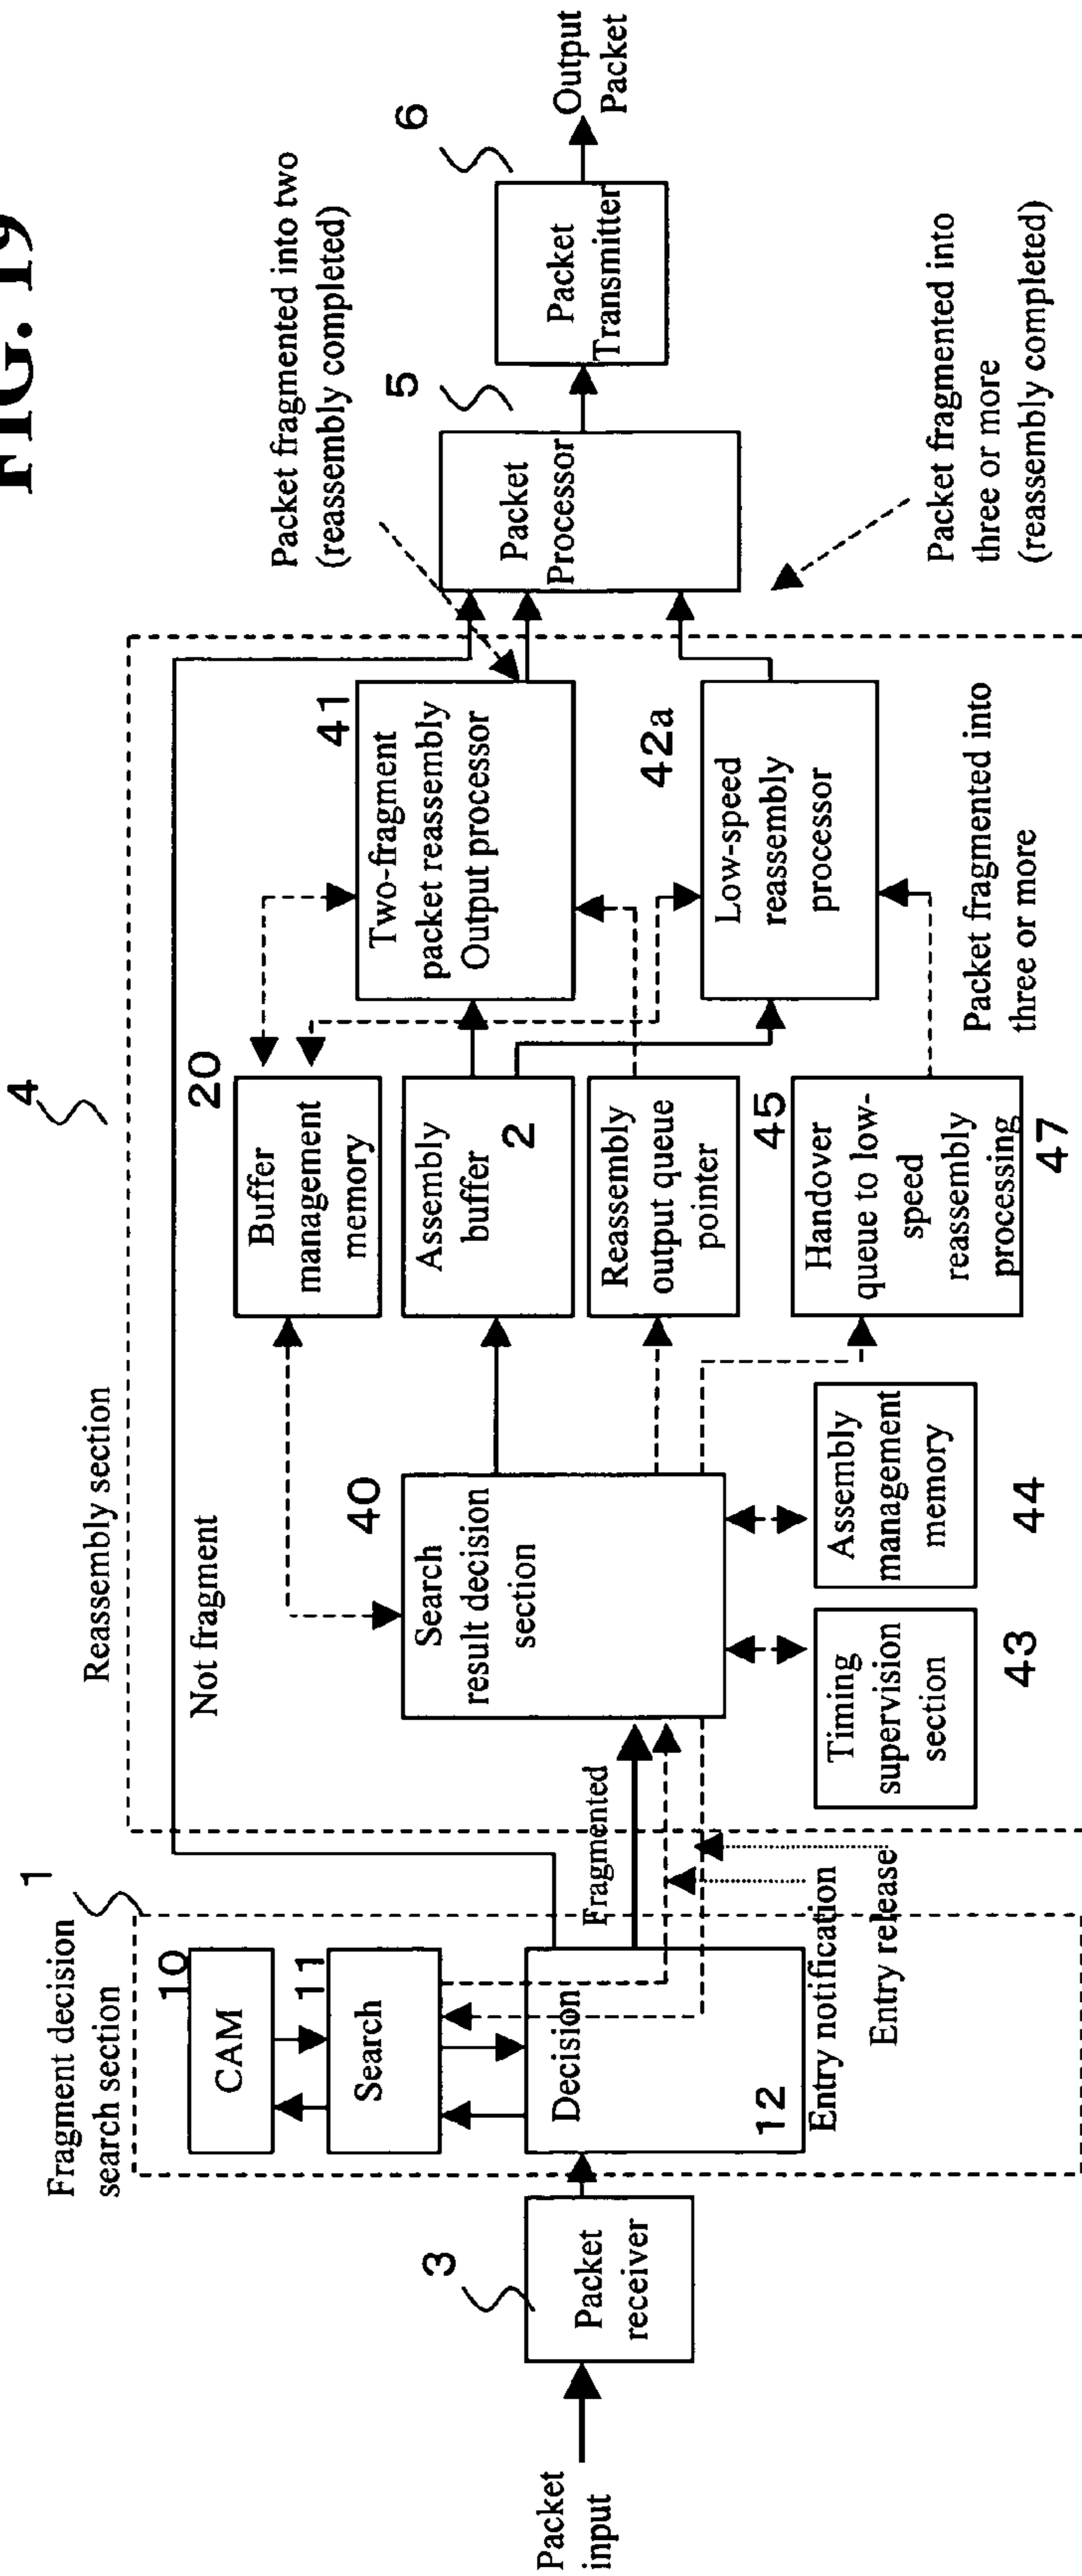 FIG. 19
4
Reassembly section
1
Fragment decision
search section
Not fragment
10
CAM
11
Search
Decision
12
Fragmented
Entry notification
Entry release
3
Packet
receiver
Packet
input
40
Search
result decision
section
Timing
supervision
section
43
Assembly
management
memory
44
20
Buffer
management
memory
Assembly
buffer
2
Reassembly
output queue
pointer
45
Handover
queue to low-
speed
reassembly
processing
47
41
Two-fragment
packet reassembly
Output processor
42a
Low-speed
reassembly
processor
Packet fragmented into
three or more
Packet fragmented into two
(reassembly completed)
5
Packet
Processor
6
Packet
Transmitter
Output
Packet
Packet fragmented into
three or more
(reassembly completed)